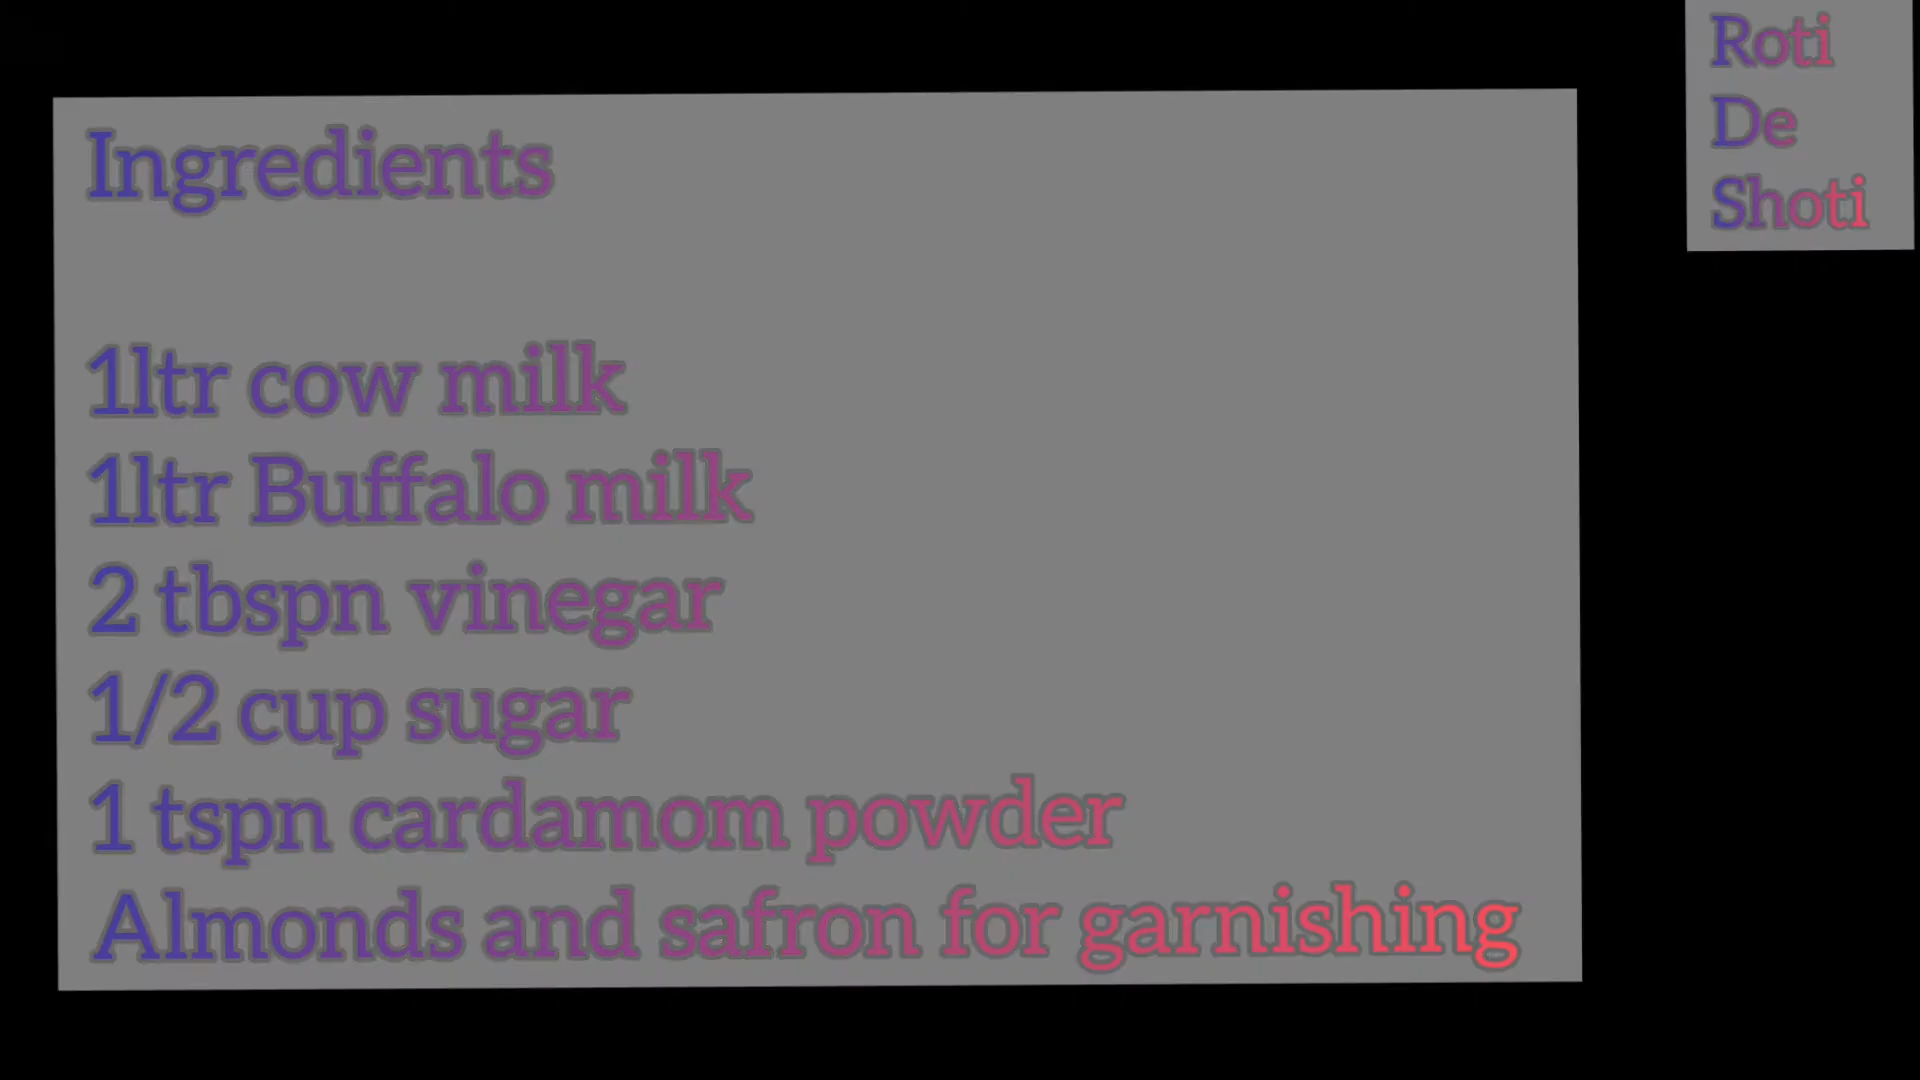 Roti
De
Shoti
Ingredients
1ltr cow milk
1ltr Buffalo milk
2 tbspn vinegar
1/2 cup sugar
1 tspn cardamom powder
Almonds and safron for garnishing